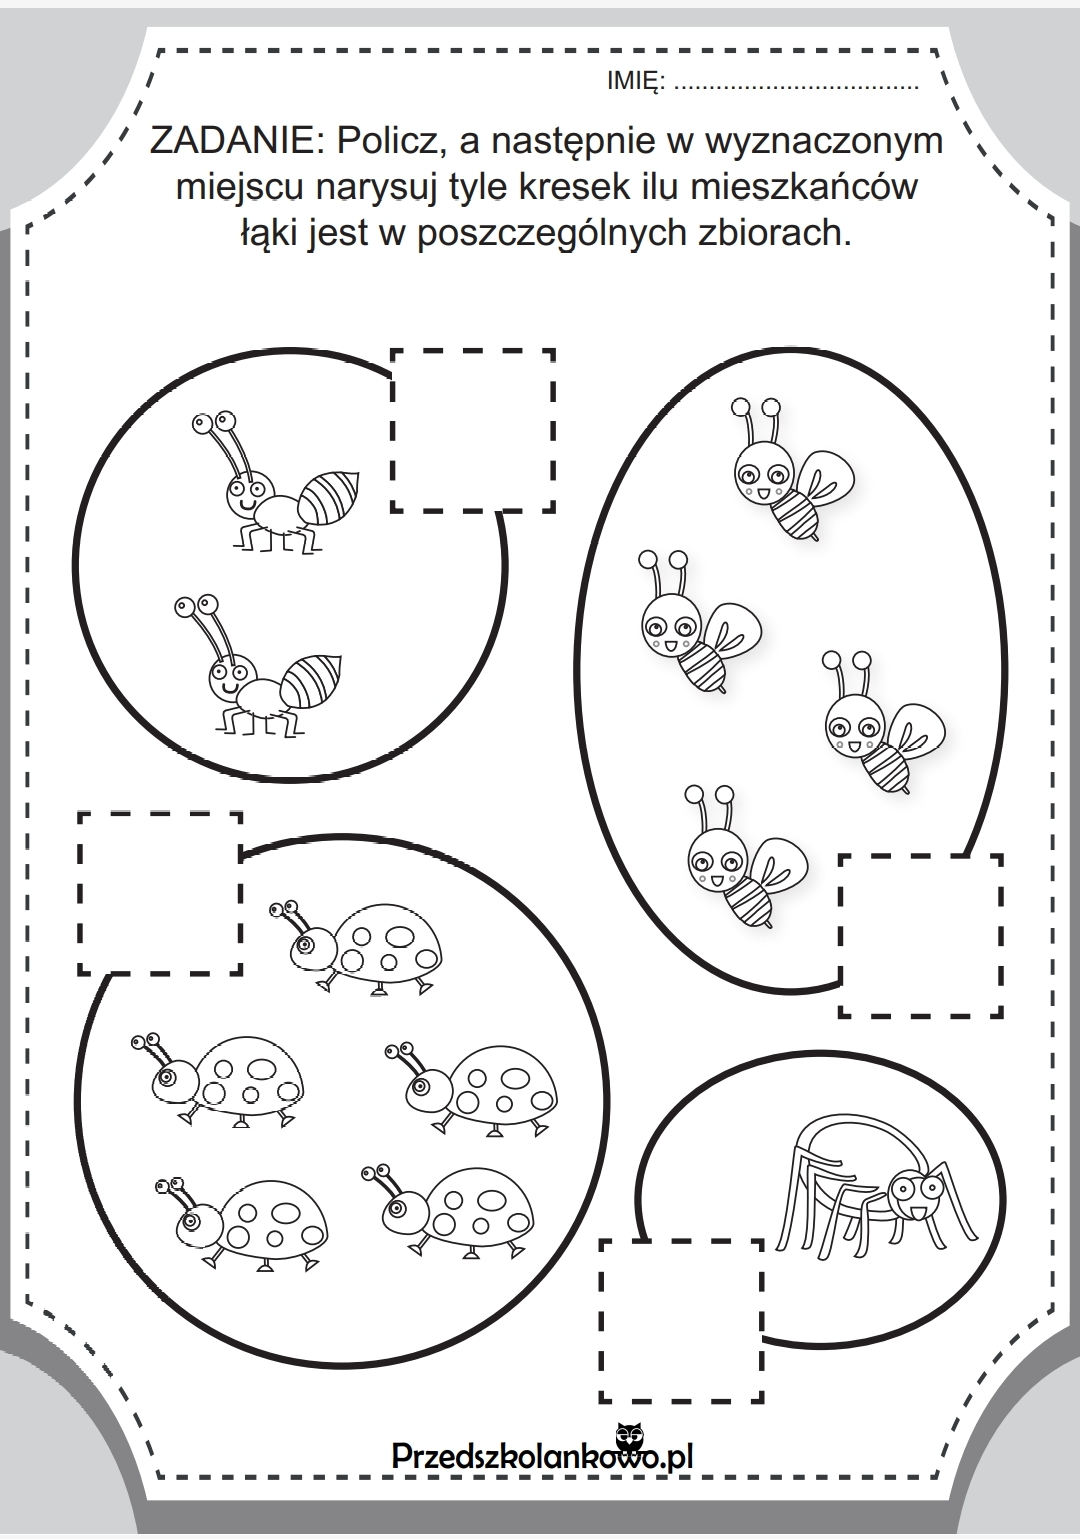 IMIĘ: ..................................
ZADANIE: Policz, a następnie w wyznaczonym
miejscu narysuj tyle kresek ilu mieszkańców
łąki jest w poszczególnych zbiorach.
Przedszkolankowo.pl